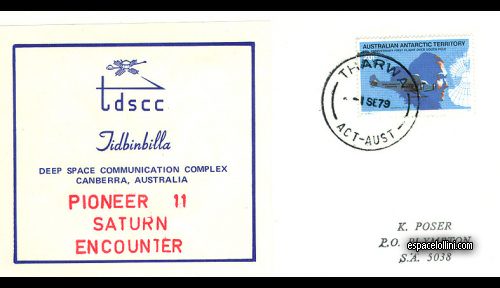 tdscc
Tidbinbilla
DEEP SPACE COMMUNICATION COMPLEX
CANBERRA, AUSTRALIA
PIONEER 11
SATURN
ENCOUNTER
AUSTRALIAN ANTARCTIC TERRITORY
THARWA
1 SE 79
ACT-AUST
K. POSER
P.O.
espacelollini.com
S.A. 5038